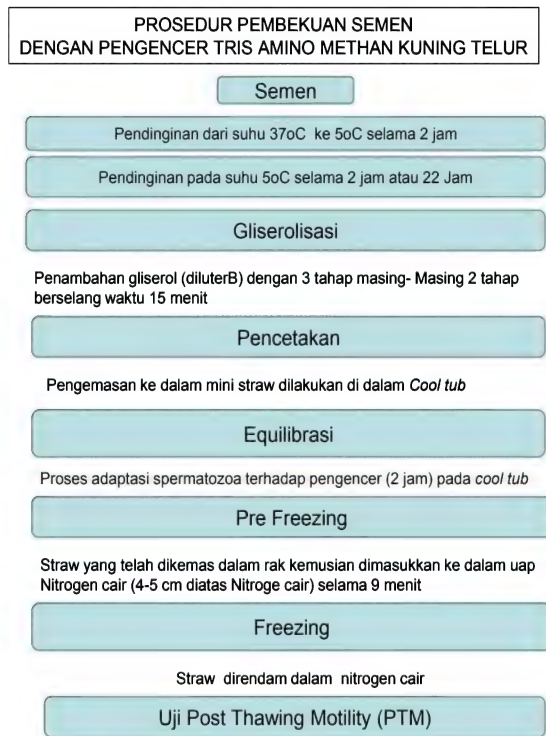 PROSEDUR PEMBEKUAN SEMEN
DENGAN PENGENCER TRIS AMINO METHAN KUNING TELUR
Semen
Pendinginan dari suhu 37oC ke 5oC selama 2 jam
Pendinginan pada suhu 5oC selama 2 jam atau 22 Jam
Gliserolisasi
Penambahan gliserol (diluterB) dengan 3 tahap masing- Masing 2 tahap
berselang waktu 15 menit
Pencetakan
Pengemasan ke dalam mini straw dilakukan di dalam Cool tub
Equilibrasi
Proses adaptasi spermatozoa terhadap pengencer (2 jam) pada cool tub
Pre Freezing
Straw yang telah dikemas dalam rak kemusian dimasukkan ke dalam uap
Nitrogen cair (4-5 cm diatas Nitroge cair) selama 9 menit
Freezing
Straw direndam dalam nitrogen cair
Uji Post Thawing Motility (PTM)